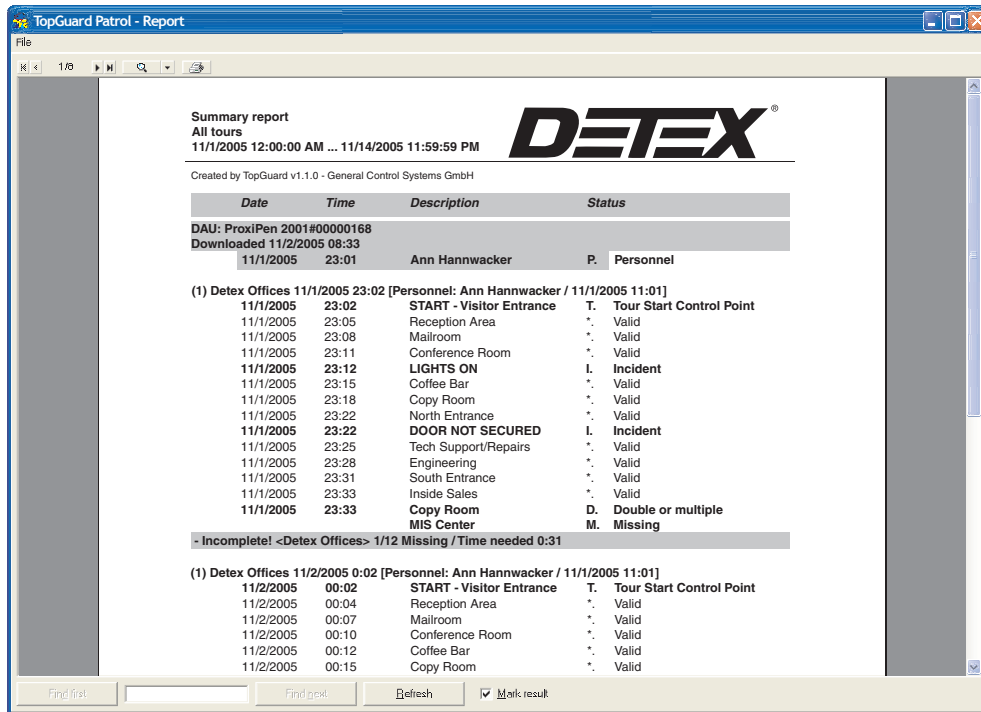 TopGuard Patrol - Report
File
1/6
Summary report
All tours
11/1/2005 12:00:00 AM ... 11/14/2005 11:59:59 PM
DETEX®
Created by TopGuard v1.1.0 - General Control Systems GmbH
Date Time Description Status
DAU: ProxiPen 2001#00000168
Downloaded 11/2/2005 08:33
11/1/2005 23:01 Ann Hannwacker P. Personnel
(1) Detex Offices 11/1/2005 23:02 [Personnel: Ann Hannwacker / 11/1/2005 11:01]
11/1/2005 23:02 START - Visitor Entrance T. Tour Start Control Point
11/1/2005 23:05 Reception Area *. Valid
11/1/2005 23:08 Mailroom *. Valid
11/1/2005 23:11 Conference Room *. Valid
11/1/2005 23:12 LIGHTS ON I. Incident
11/1/2005 23:15 Coffee Bar *. Valid
11/1/2005 23:18 Copy Room *. Valid
11/1/2005 23:22 North Entrance *. Valid
11/1/2005 23:22 DOOR NOT SECURED I. Incident
11/1/2005 23:25 Tech Support/Repairs *. Valid
11/1/2005 23:28 Engineering *. Valid
11/1/2005 23:31 South Entrance *. Valid
11/1/2005 23:33 Inside Sales *. Valid
11/1/2005 23:33 Copy Room D. Double or multiple
MIS Center M. Missing
- Incomplete! <Detex Offices> 1/12 Missing / Time needed 0:31
(1) Detex Offices 11/2/2005 0:02 [Personnel: Ann Hannwacker / 11/1/2005 11:01]
11/2/2005 00:02 START - Visitor Entrance T. Tour Start Control Point
11/2/2005 00:04 Reception Area *. Valid
11/2/2005 00:07 Mailroom *. Valid
11/2/2005 00:10 Conference Room *. Valid
11/2/2005 00:12 Coffee Bar *. Valid
11/2/2005 00:15 Copy Room *. Valid
Find first Find next Refresh Mark result